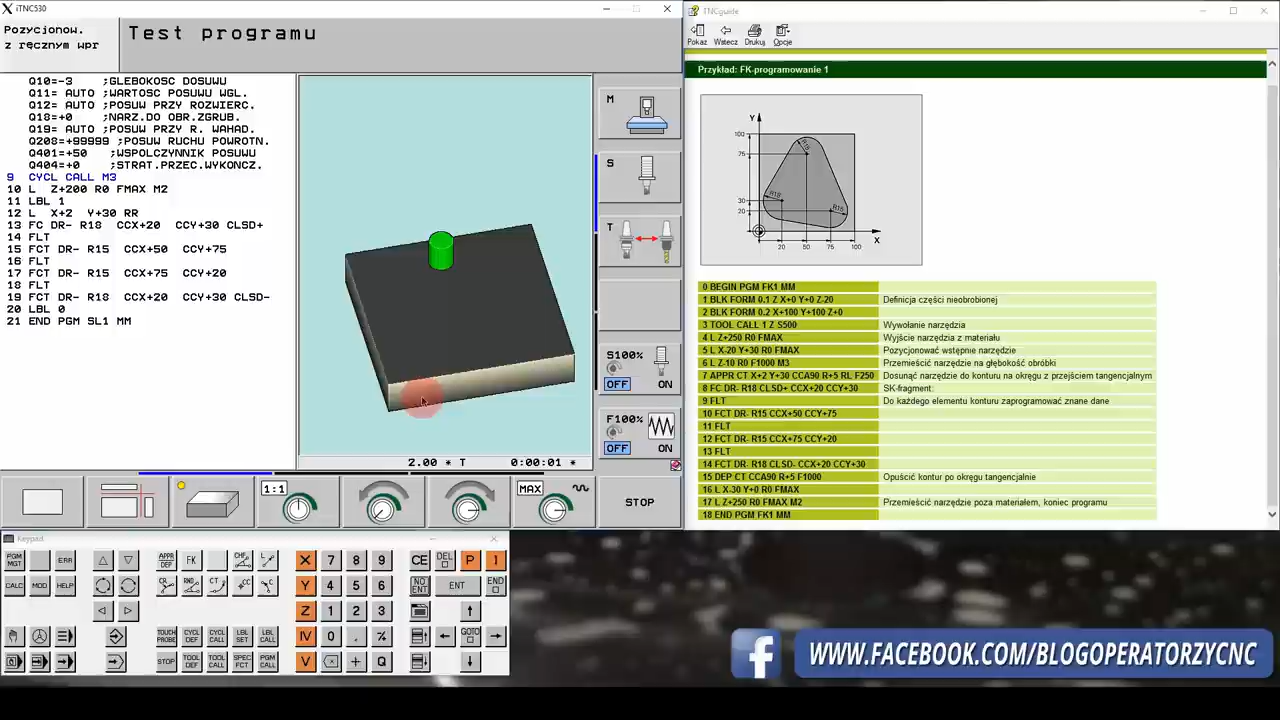 iTNC530
Pozycjonow.
z ręcznym wpr
Test programu
Q10=-3 ;GLEBOKOSC DOSUWU
Q11= AUTO ;WARTOSC POSUWU WGL.
Q12= AUTO ;POSUW PRZY ROZWIERC.
Q18=+0 ;NARZ.DO OBR.ZGRUB.
Q19= AUTO ;POSUW PRZY R. WAHAD.
Q208=+99999 ;POSUW RUCHU POWROTN.
Q401=+50 ;WSPOLCZYNNIK POSUWU
Q404=+0 ;STRAT.PRZEC.WYKONCZ.
9 CYCL CALL M3
10 L Z+200 R0 FMAX M2
11 LBL 1
12 L X+2 Y+30 RR
13 FC DR- R18 CCX+20 CCY+30 CLSD+
14 FLT
15 FCT DR- R15 CCX+50 CCY+75
16 FLT
17 FCT DR- R15 CCX+75 CCY+20
18 FLT
19 FCT DR- R18 CCX+20 CCY+30 CLSD-
20 LBL 0
21 END PGM SL1 MM
2.00 * T 0:00:01 *
M
S
T
S100%
OFF ON
F100%
OFF ON
1:1
MAX
STOP
TNCguide
Pokaż Wstecz Drukuj Opcje
Przykład: FK-programowanie 1
Y
100
75
30
20
R15
R18
R15
20 50 75 100
X
0 BEGIN PGM FK1 MM
1 BLK FORM 0.1 Z X+0 Y+0 Z-20 Definicja części nieobrobionej
2 BLK FORM 0.2 X+100 Y+100 Z+0
3 TOOL CALL 1 Z S500 Wywołanie narzędzia
4 L Z+250 R0 FMAX Wyjście narzędzia z materiału
5 L X-20 Y+30 R0 FMAX Pozycjonować wstępnie narzędzie
6 L Z-10 R0 F1000 M3 Przemieścić narzędzie na głębokość obróbki
7 APPR CT X+2 Y+30 CCA90 R+5 RL F250 Dosunąć narzędzie do konturu na okręgu z przejściem tangencjalnym
8 FC DR- R18 CLSD+ CCX+20 CCY+30 SK-fragment:
9 FLT Do każdego elementu konturu zaprogramować znane dane
10 FCT DR- R15 CCX+50 CCY+75
11 FLT
12 FCT DR- R15 CCX+75 CCY+20
13 FLT
14 FCT DR- R18 CLSD- CCX+20 CCY+30
15 DEP CT CCA90 R+5 F1000 Opuścić kontur po okręgu tangencjalnie
16 L X-30 Y+0 R0 FMAX
17 L Z+250 R0 FMAX M2 Przemieścić narzędzie poza materiałem, koniec programu
18 END PGM FK1 MM
Keypad
PGM MGT ERR APPR DEP FK CHF L X 7 8 9 CE DEL P I
CALC MOD HELP CR RND CT CC C Y 4 5 6 NO ENT ENT END
Z 1 2 3
TOUCH PROBE CYCL DEF CYCL CALL LBL SET LBL CALL IV 0 . GOTO
STOP TOOL DEF TOOL CALL SPEC FCT PGM CALL V + Q
WWW.FACEBOOK.COM/BLOGOPERATORZYCNC